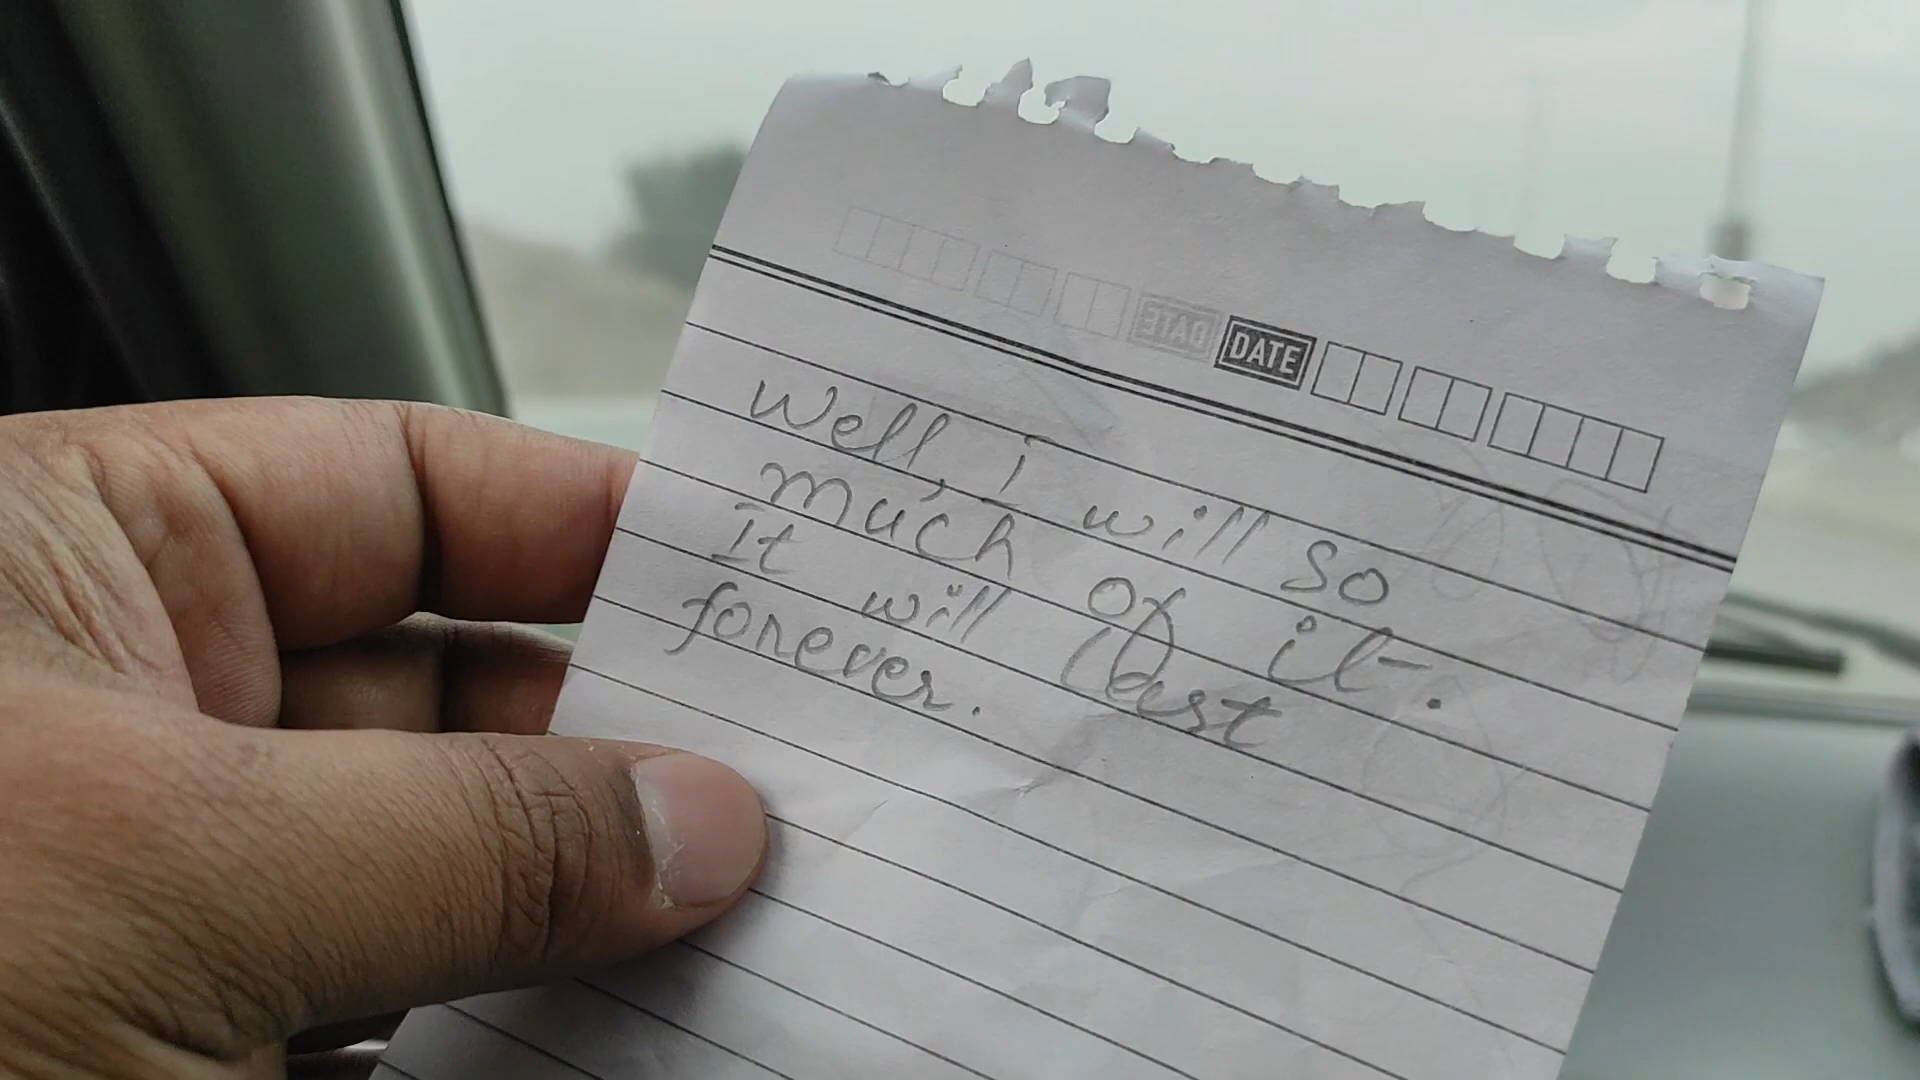 DATE
Well, i will so
much of it.
It will last
forever.